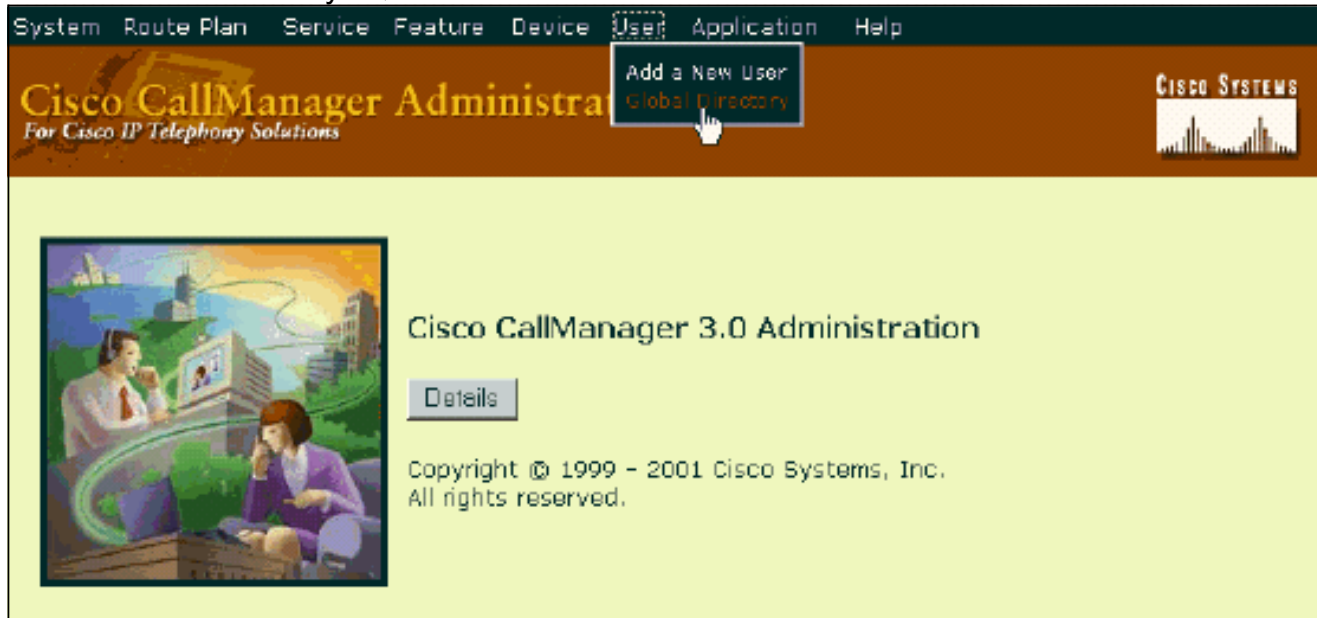 System Route Plan Service Feature Device User Application Help
Add a New User
Global Directory
Cisco CallManager Administra
For Cisco IP Telephony Solutions
CISCO SYSTEMS
Cisco CallManager 3.0 Administration
Details
Copyright © 1999 - 2001 Cisco Systems, Inc.
All rights reserved.